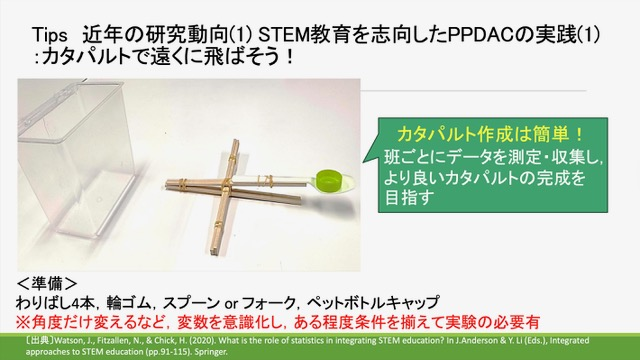 Tips　近年の研究動向(1) STEM教育を志向したPPDACの実践(1)
：カタパルトで遠くに飛ばそう！
カタパルト作成は簡単！
班ごとにデータを測定・収集し，
より良いカタパルトの完成を
目指す
＜準備＞
わりばし4本，輪ゴム，スプーン or フォーク，ペットボトルキャップ
※角度だけ変えるなど，変数を意識化し，ある程度条件を揃えて実験の必要有
〔出典〕Watson, J., Fitzallen, N., & Chick, H. (2020). What is the role of statistics in integrating STEM education? In J.Anderson & Y. Li (Eds.), Integrated
approaches to STEM education (pp.91-115). Springer.